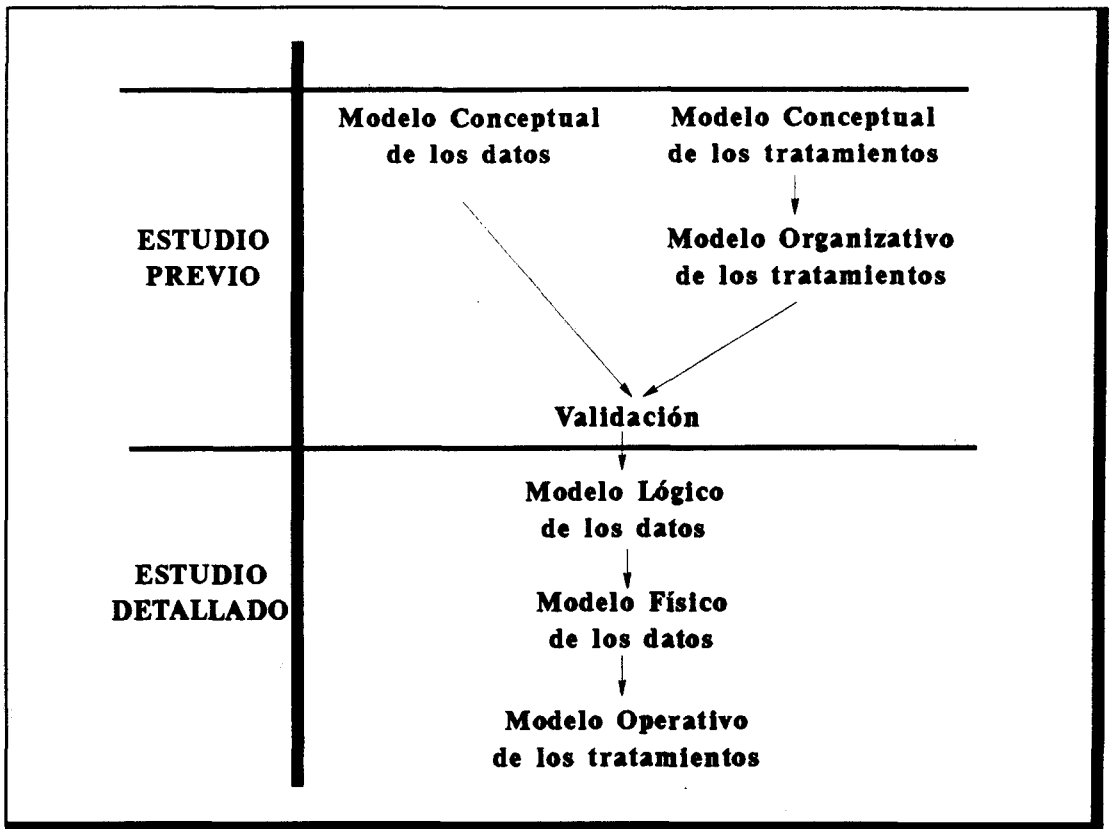 Modelo Conceptual
de los datos
Modelo Conceptual
de los tratamientos
ESTUDIO
PREVIO
Modelo Organizativo
de los tratamientos
Validación
Modelo Lógico
de los datos
ESTUDIO
DETALLADO
Modelo Físico
de los datos
Modelo Operativo
de los tratamientos